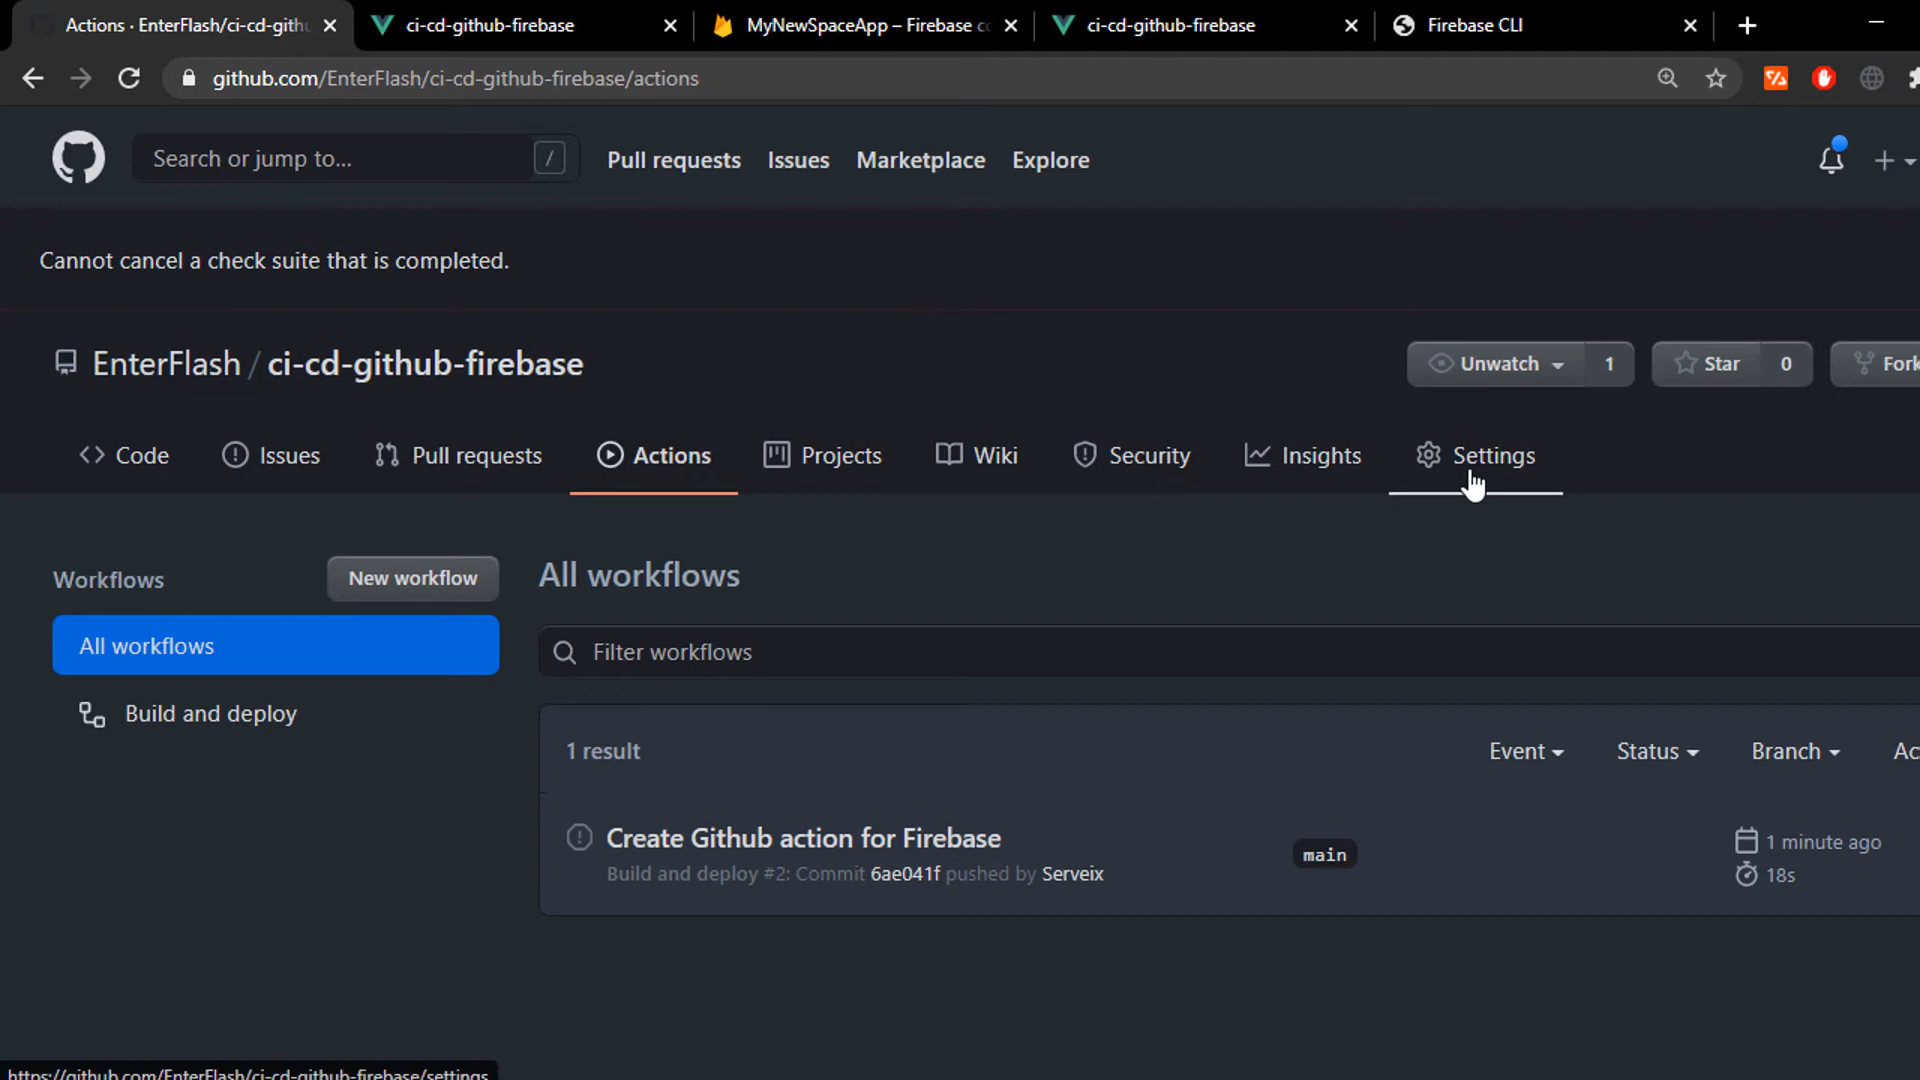 Actions · EnterFlash/ci-cd-gith
ci-cd-github-firebase
MyNewSpaceApp – Firebase c
ci-cd-github-firebase
Firebase CLI
github.com/EnterFlash/ci-cd-github-firebase/actions
Search or jump to...
/
Pull requests
Issues
Marketplace
Explore
Cannot cancel a check suite that is completed.
EnterFlash / ci-cd-github-firebase
Unwatch 1
Star 0
Fork
Code
Issues
Pull requests
Actions
Projects
Wiki
Security
Insights
Settings
Workflows
New workflow
All workflows
Build and deploy
All workflows
Filter workflows
1 result
Event
Status
Branch
Ac
Create Github action for Firebase
Build and deploy #2: Commit 6ae041f pushed by Serveix
main
1 minute ago
18s
https://github.com/EnterFlash/ci-cd-github-firebase/settings